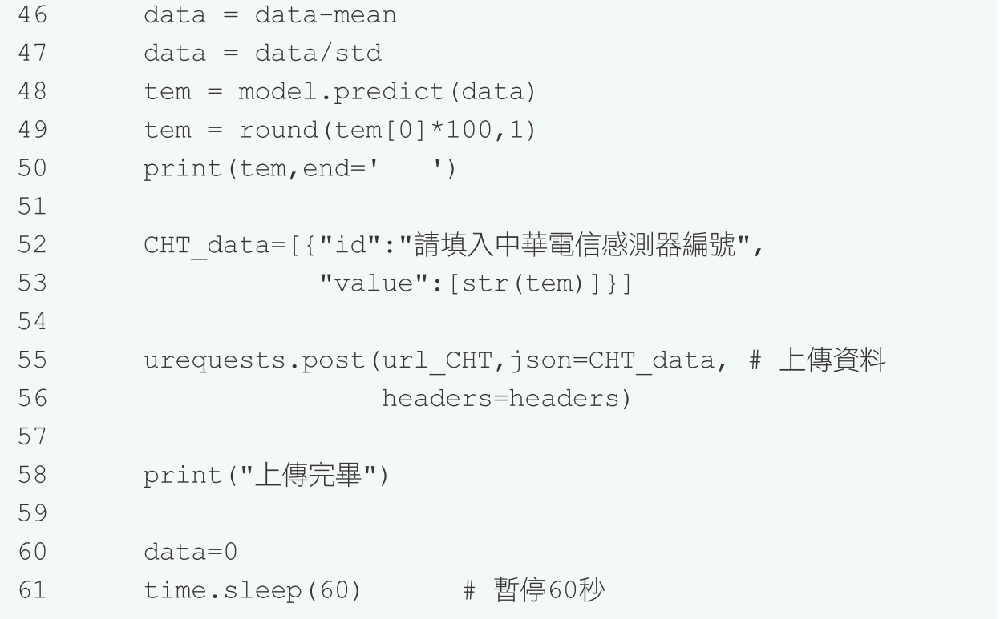 46      data = data-mean
47      data = data/std
48      tem = model.predict(data)
49      tem = round(tem[0]*100,1)
50      print(tem,end='   ')
51
52      CHT_data=[{"id":"請填入中華電信感測器編號",
53                 "value":[str(tem)]}]
54
55      urequests.post(url_CHT,json=CHT_data, # 上傳資料
56                     headers=headers)
57
58      print("上傳完畢")
59
60      data=0
61      time.sleep(60)      # 暫停60秒